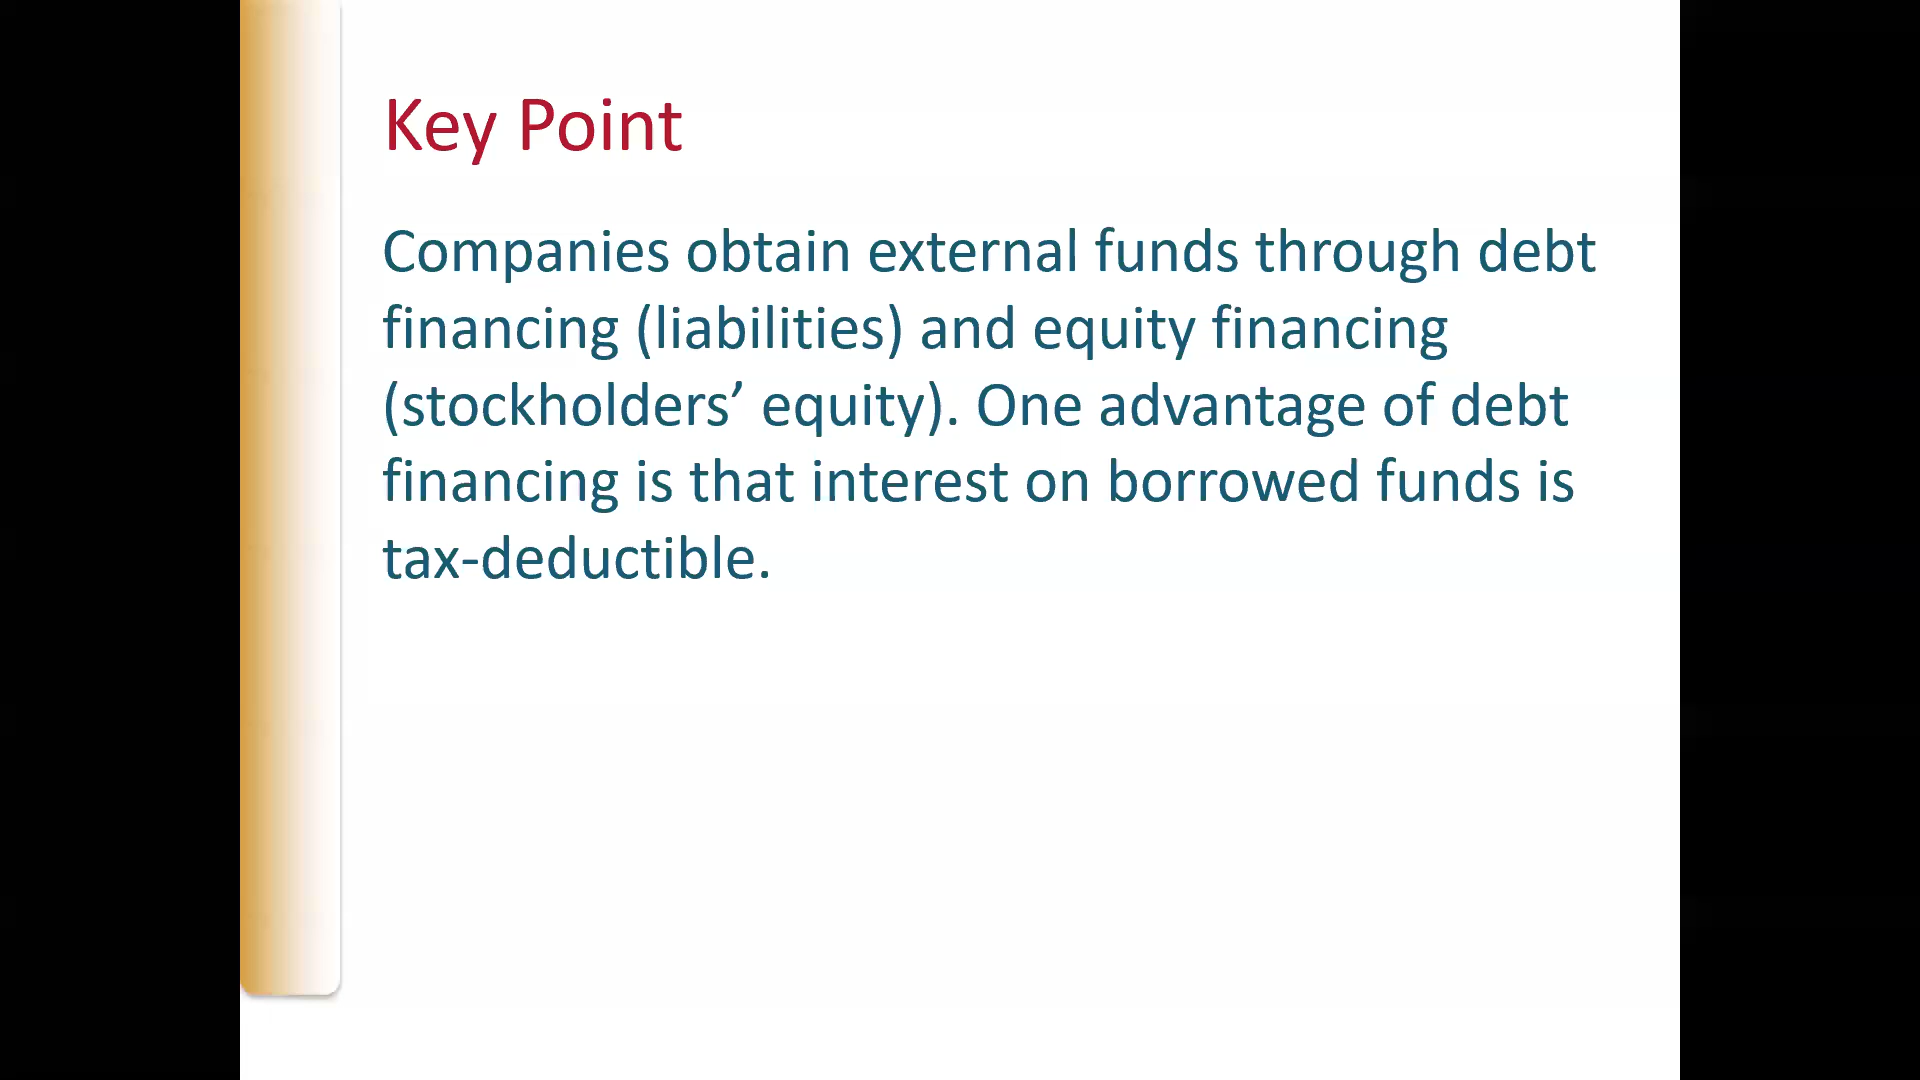 Key Point
Companies obtain external funds through debt
financing (liabilities) and equity financing
(stockholders’ equity). One advantage of debt
financing is that interest on borrowed funds is
tax-deductible.